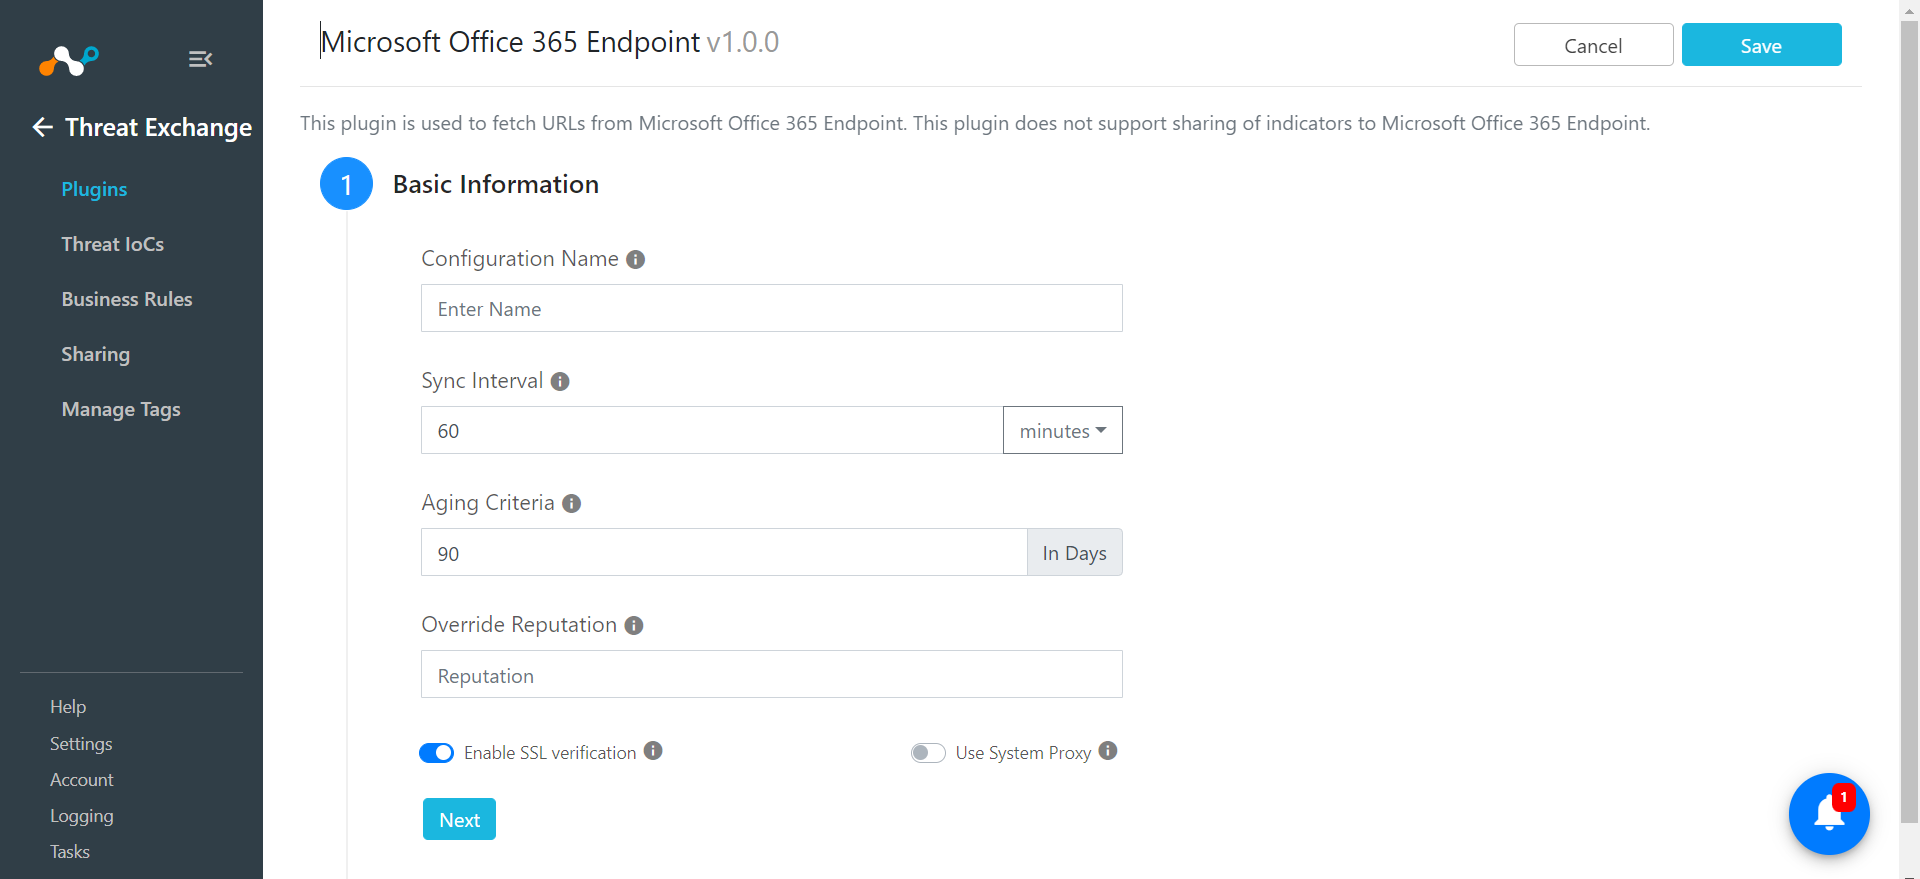 Threat Exchange
Plugins
Threat IoCs
Business Rules
Sharing
Manage Tags
Help
Settings
Account
Logging
Tasks
Microsoft Office 365 Endpoint v1.0.0
Cancel
Save
This plugin is used to fetch URLs from Microsoft Office 365 Endpoint. This plugin does not support sharing of indicators to Microsoft Office 365 Endpoint.
1 Basic Information
Configuration Name
Enter Name
Sync Interval
60 minutes
Aging Criteria
90 In Days
Override Reputation
Reputation
Enable SSL verification
Use System Proxy
Next
1